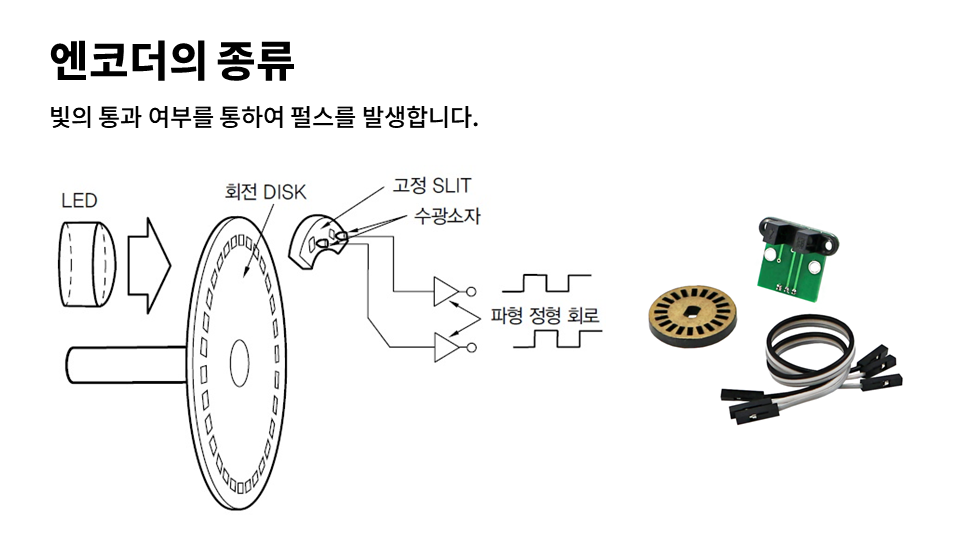 엔코더의 종류
빛의 통과 여부를 통하여 펄스를 발생합니다.
LED
회전 DISK
고정 SLIT
수광소자
파형 정형 회로